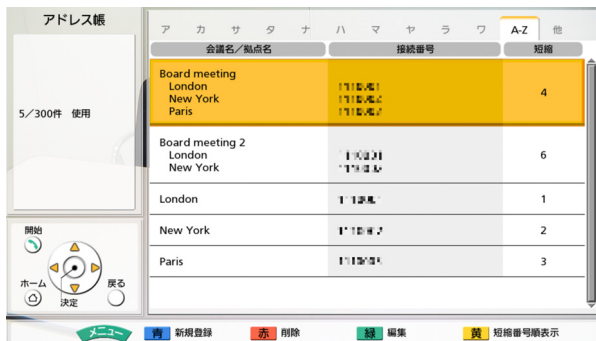 アドレス帳
5/300件 使用
ア カ サ タ ナ ハ マ ヤ ラ ワ A-Z 他
会議名/拠点名 接続番号 短縮
Board meeting
London
New York
Paris
4
Board meeting 2
London
New York
6
London 1
New York 2
Paris 3
開始
ホーム
決定
戻る
メニュー 青 新規登録 赤 削除 緑 編集 黄 短縮番号順表示